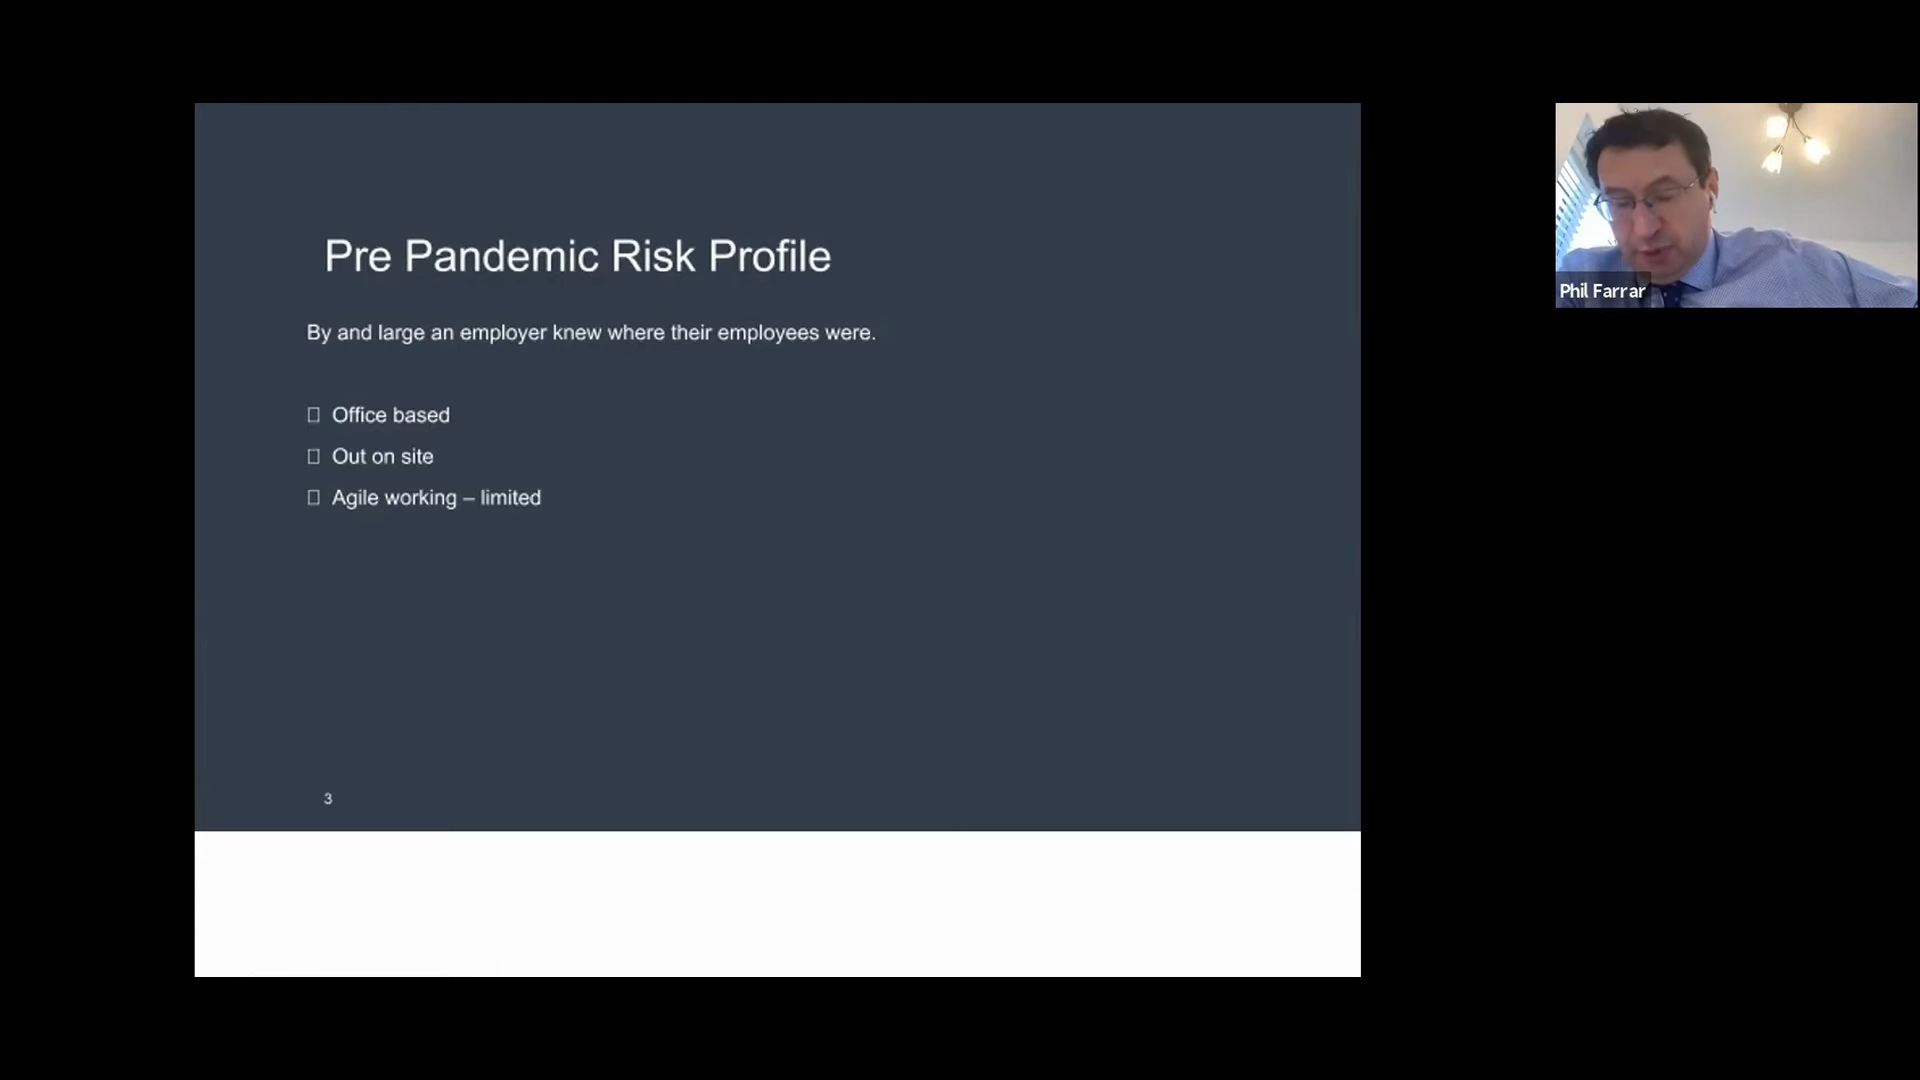 Pre Pandemic Risk Profile
By and large an employer knew where their employees were.
Office based
Out on site
Agile working – limited
3
Phil Farrar